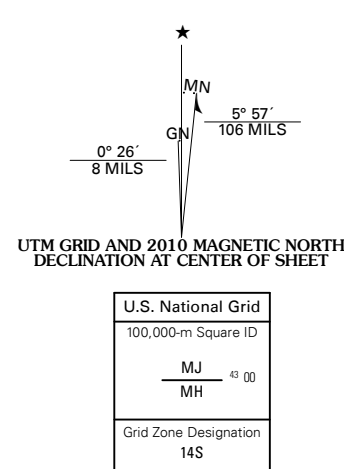 ★
MN
5° 57´
106 MILS
GN
0° 26´
8 MILS
UTM GRID AND 2010 MAGNETIC NORTH
DECLINATION AT CENTER OF SHEET
U.S. National Grid
100,000-m Square ID
MJ
43 00
MH
Grid Zone Designation
14S